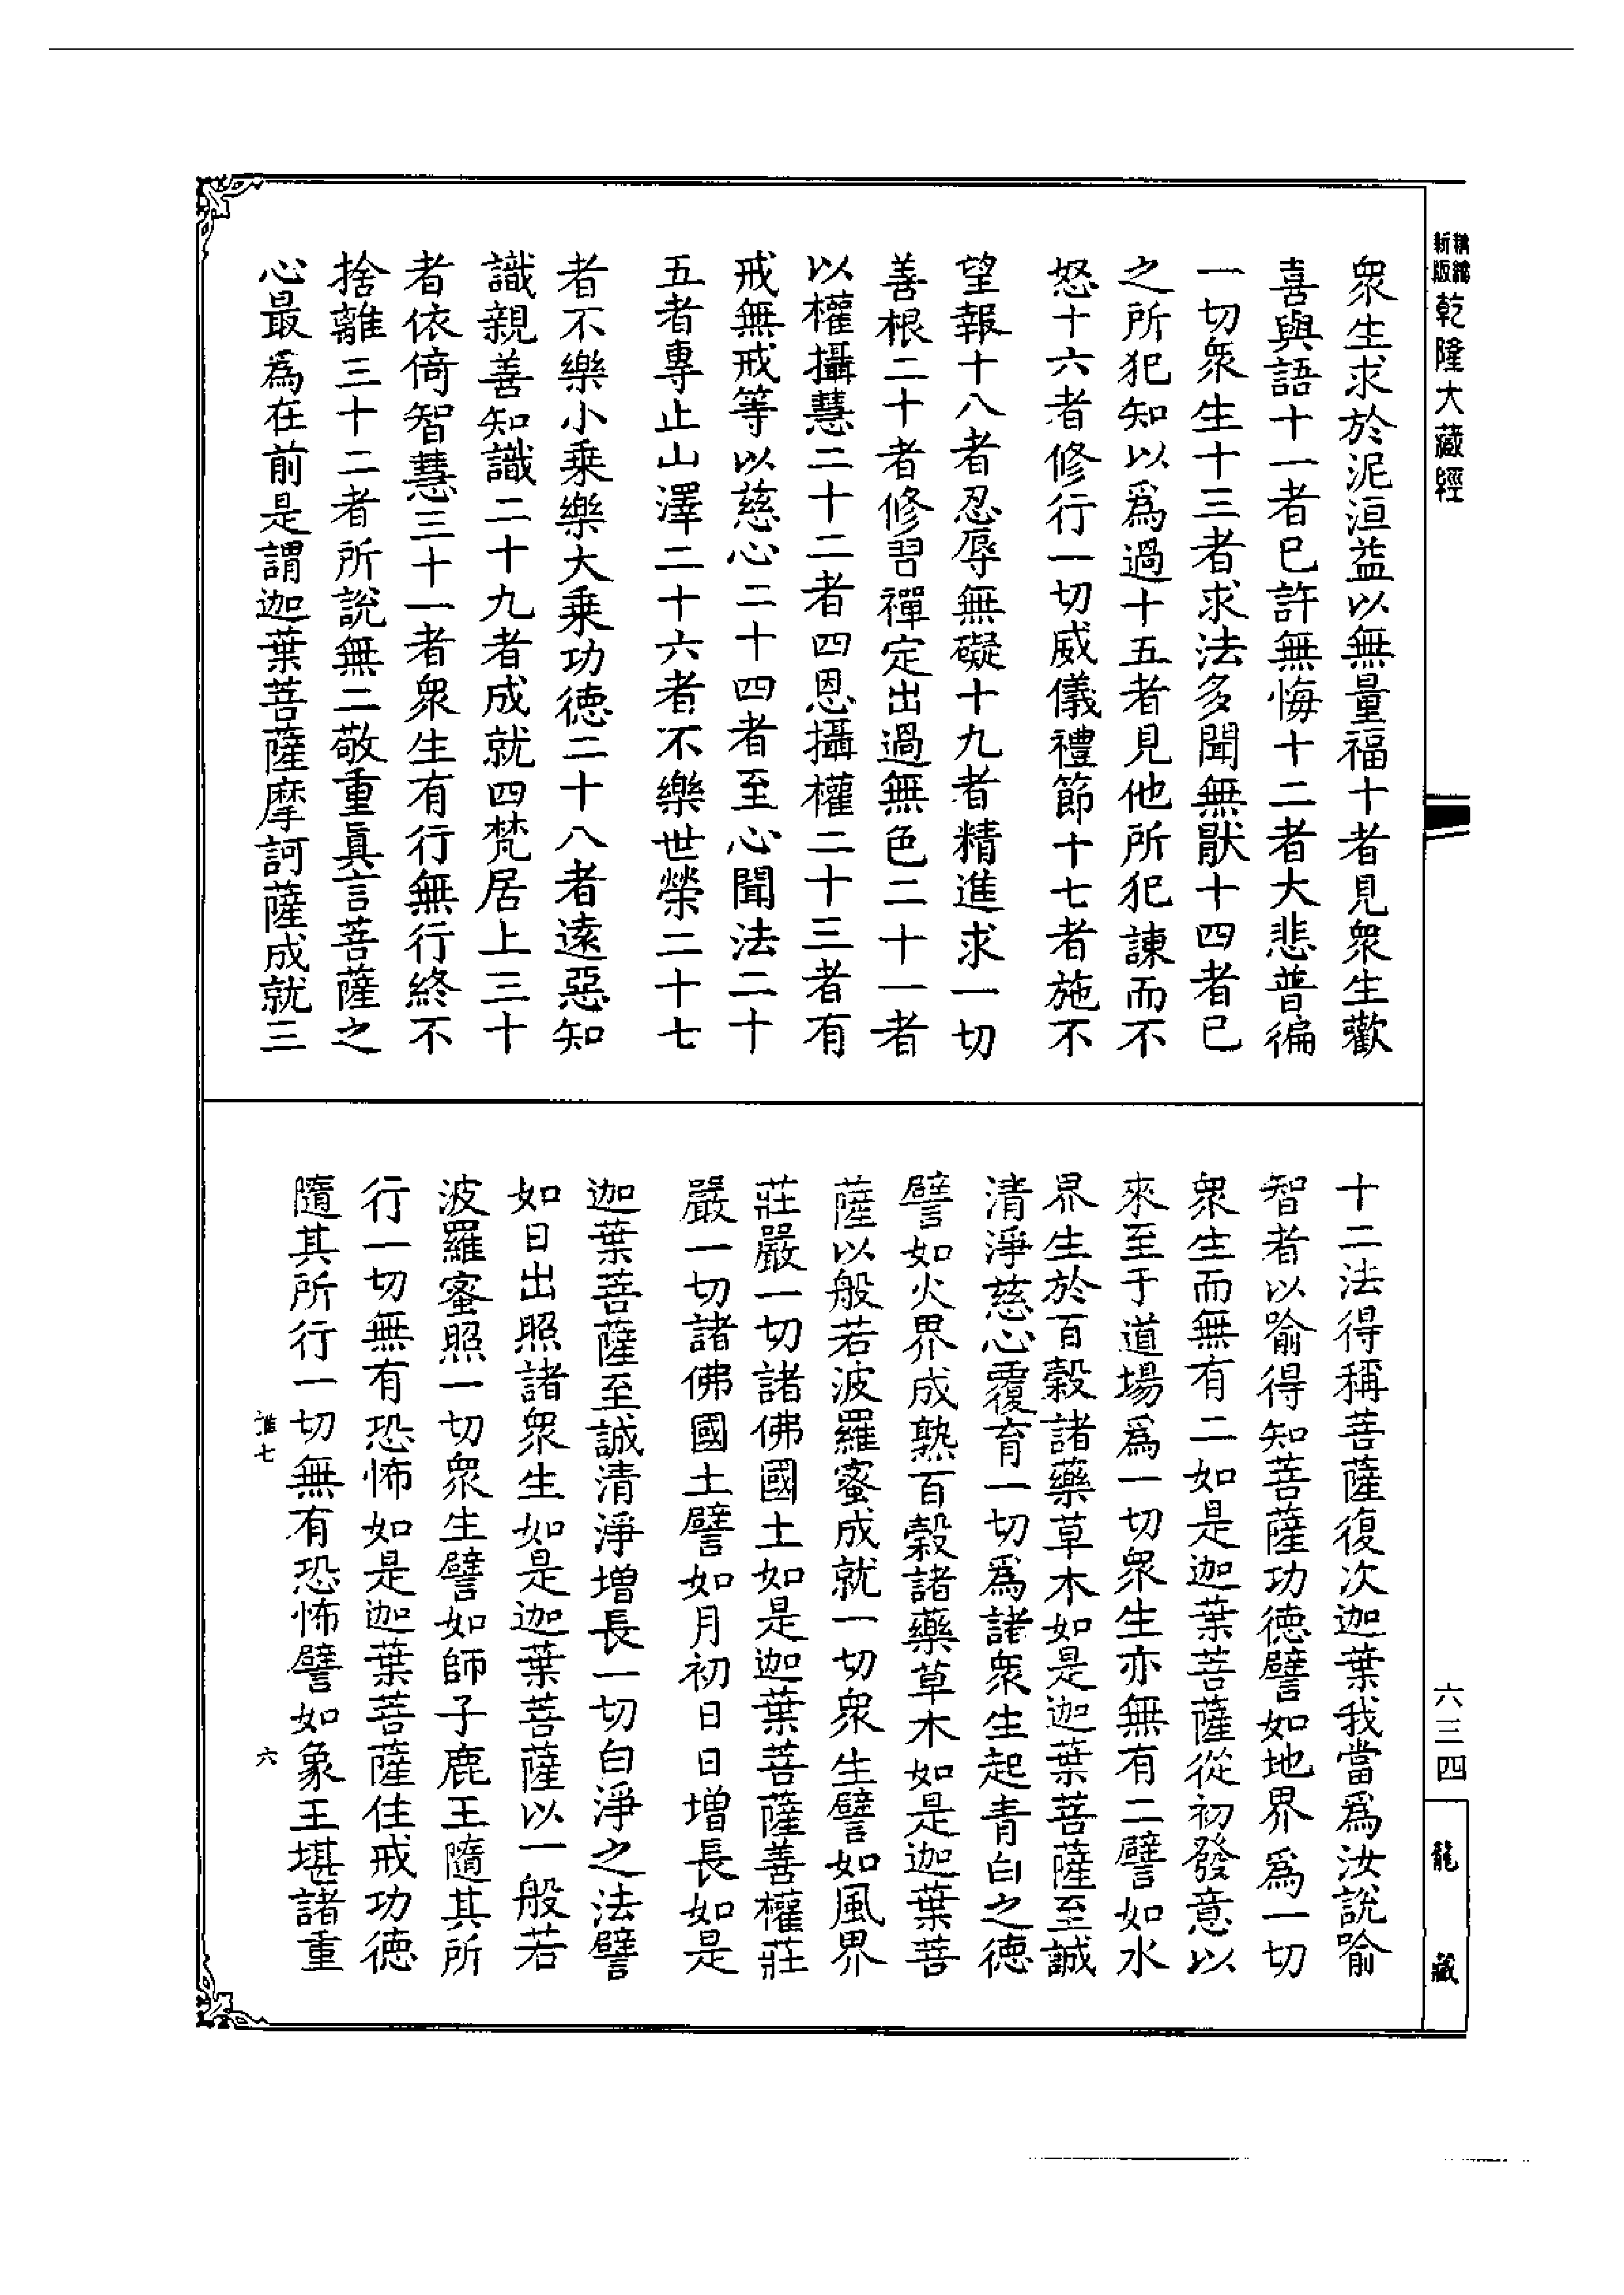 新版
精縮
乾隆大藏經
衆生求於泥洹益以無量福十者見衆生歡
喜與語十一者已許無悔十二者大悲普徧
一切衆生十三者求法多聞無猒十四者已
之所犯知以爲過十五者見他所犯諫而不
怒十六者修行一切威儀禮節十七者施不
望報十八者忍辱無礙十九者精進求一切
善根二十者修習禪定出過無色二十一者
以權攝慧二十二者四恩攝權二十三者有
戒無戒等以慈心二十四者至心聞法二十
五者專止山澤二十六者不樂世榮二十七
者不樂小乗樂大乗功德二十八者遠惡知
識親善知識二十九者成就四梵居上三十
者依倚智慧三十一者衆生有行無行終不
捨離三十二者所說無二敬重眞言菩薩之
心最爲在前是謂迦葉菩薩摩訶薩成就三
十二法得稱菩薩復次迦葉我當爲汝說喻
智者以喻得知菩薩功德譬如地界爲一切
衆生而無有二如是迦葉菩薩從初發意以
來至于道場爲一切衆生亦無有二譬如水
界生於百穀諸藥草木如是迦葉菩薩至誠
清淨慈心覆育一切爲諸衆生起青白之德
譬如火界成熟百穀諸藥草木如是迦葉菩
薩以般若波羅蜜成就一切衆生譬如風界
莊嚴一切諸佛國土如是迦葉菩薩善權莊
嚴一切諸佛國土譬如月初日日增長如是
迦葉菩薩至誠清淨增長一切白淨之法譬
如日出照諸衆生如是迦葉菩薩以一般若
波羅蜜照一切衆生譬如師子鹿王隨其所
行一切無有恐怖如是迦葉菩薩住戒功德
隨其所行一切無有恐怖譬如象王堪諸重
七
六
六三四
龍藏